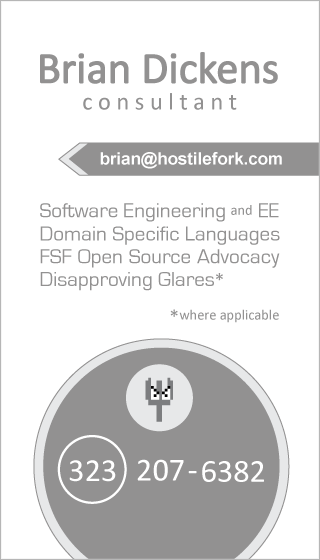 Brian Dickens
consultant
brian@hostilefork.com
Software Engineering and EE
Domain Specific Languages
FSF Open Source Advocacy
Disapproving Glares*
*where applicable
323 207-6382